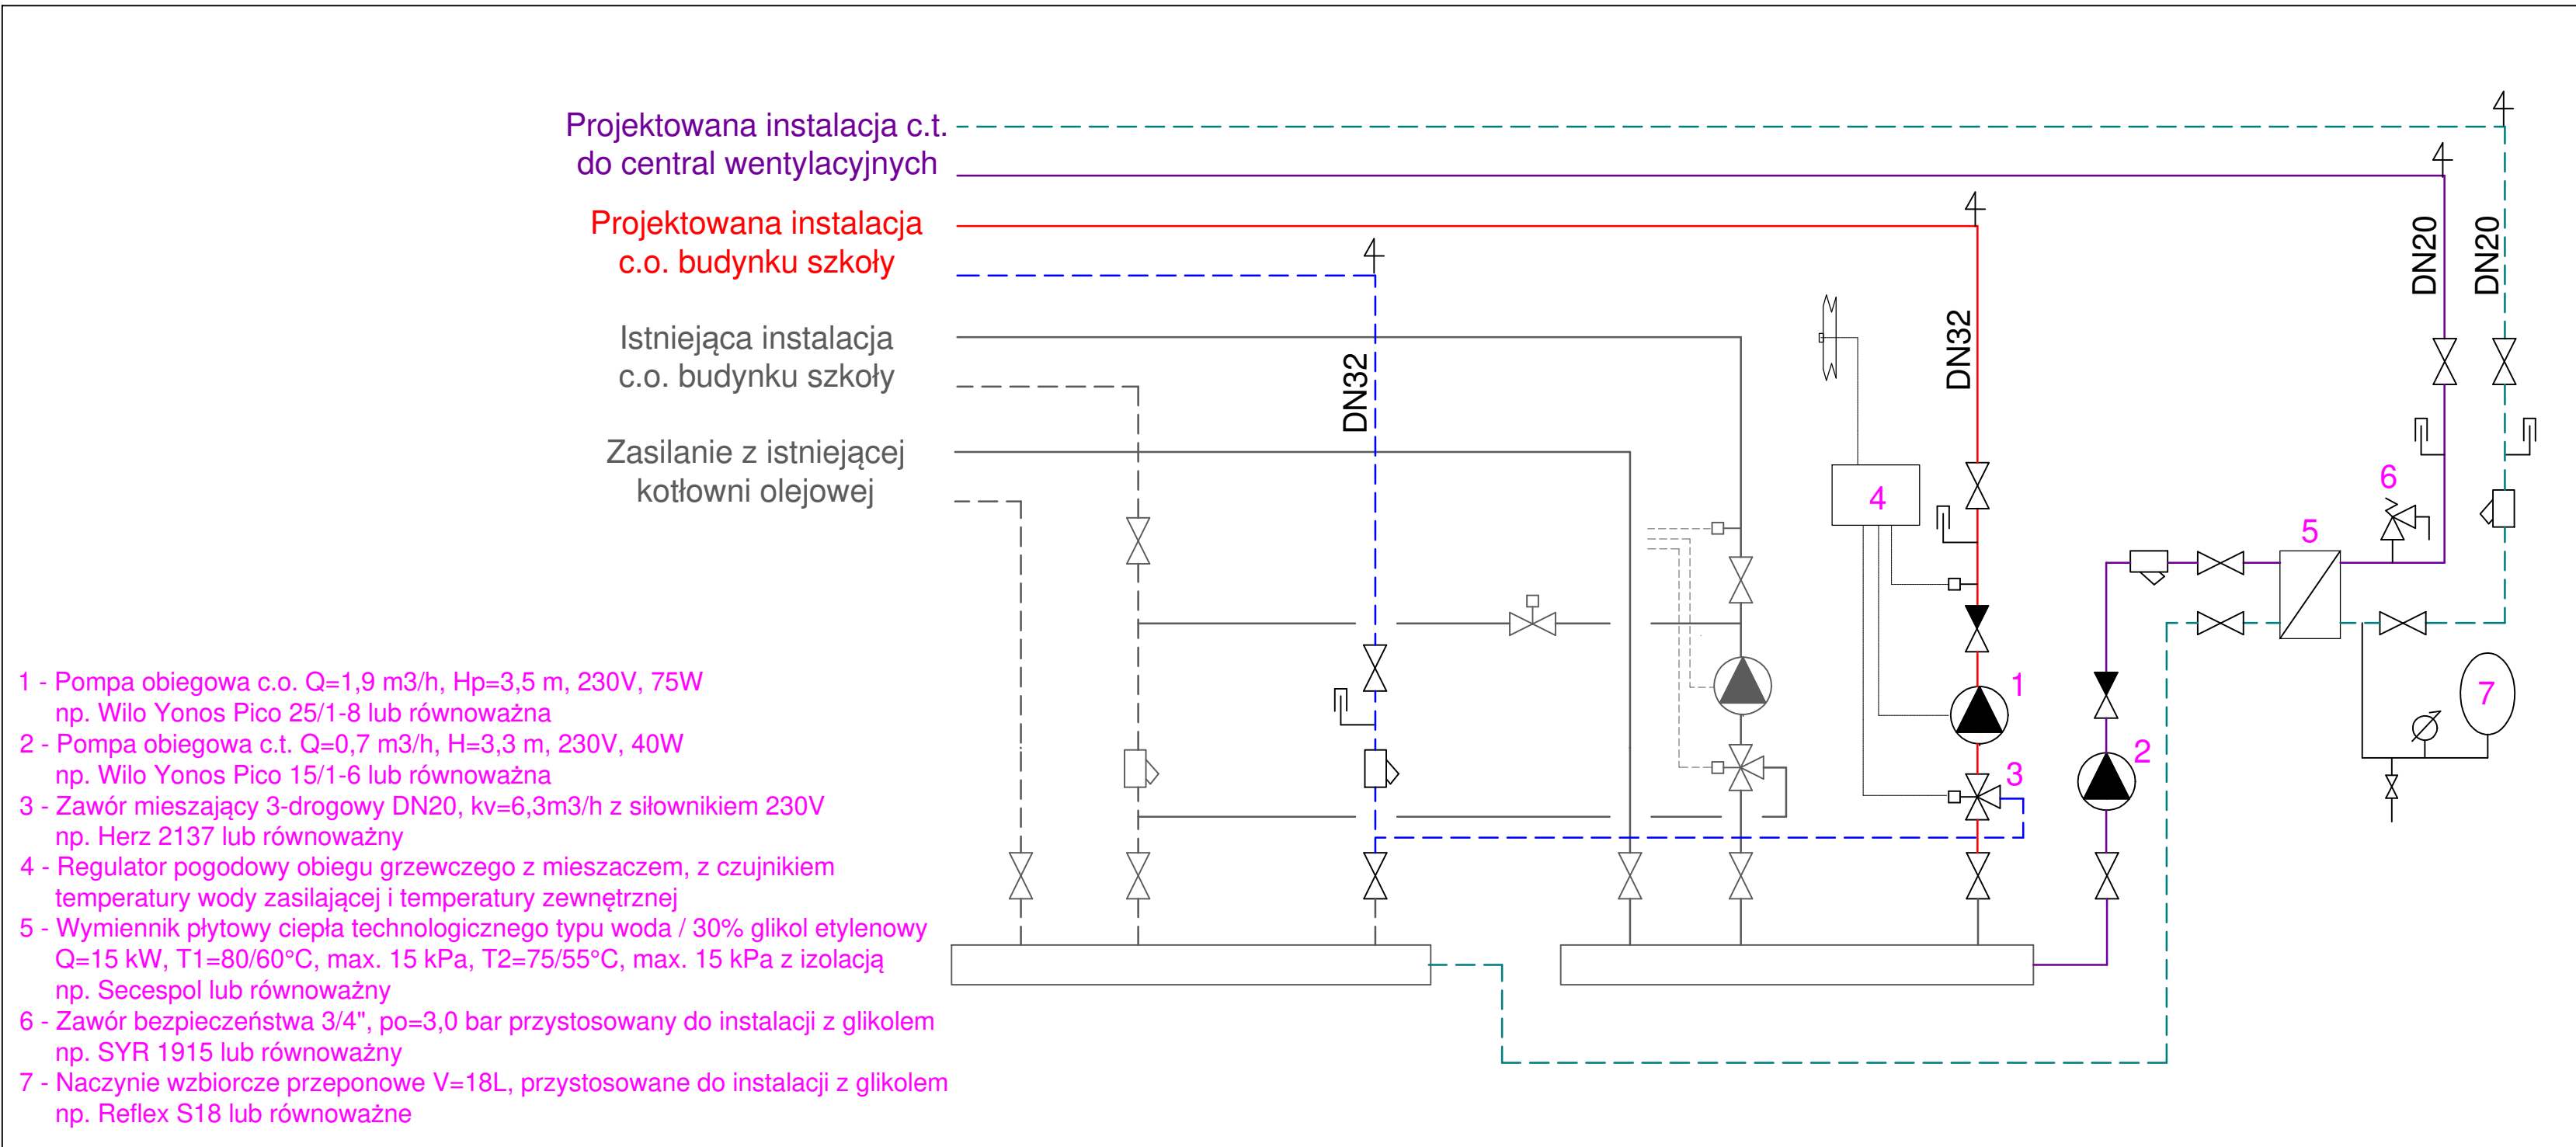 Projektowana instalacja c.t.
do central wentylacyjnych
Projektowana instalacja
c.o. budynku szkoły
Istniejąca instalacja
c.o. budynku szkoły
Zasilanie z istniejącej
kotłowni olejowej
DN20
DN20
DN32
DN32
4
6
5
1
7
2
3
1 - Pompa obiegowa c.o. Q=1,9 m3/h, Hp=3,5 m, 230V, 75W
np. Wilo Yonos Pico 25/1-8 lub równoważna
2 - Pompa obiegowa c.t. Q=0,7 m3/h, H=3,3 m, 230V, 40W
np. Wilo Yonos Pico 15/1-6 lub równoważna
3 - Zawór mieszający 3-drogowy DN20, kv=6,3m3/h z siłownikiem 230V
np. Herz 2137 lub równoważny
4 - Regulator pogodowy obiegu grzewczego z mieszaczem, z czujnikiem
temperatury wody zasilającej i temperatury zewnętrznej
5 - Wymiennik płytowy ciepła technologicznego typu woda / 30% glikol etylenowy
Q=15 kW, T1=80/60°C, max. 15 kPa, T2=75/55°C, max. 15 kPa z izolacją
np. Secespol lub równoważny
6 - Zawór bezpieczeństwa 3/4", po=3,0 bar przystosowany do instalacji z glikolem
np. SYR 1915 lub równoważny
7 - Naczynie wzbiorcze przeponowe V=18L, przystosowane do instalacji z glikolem
np. Reflex S18 lub równoważne